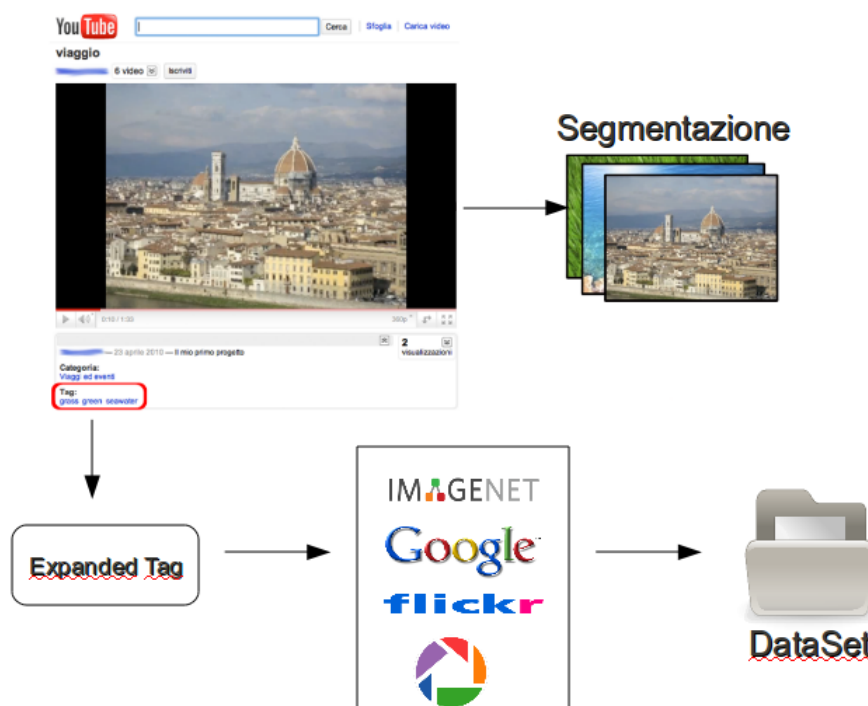 YouTube
Cerca
Sfoglia
Carica video
viaggio
6 video
Iscriviti
Segmentazione
0:10 / 1:03
360p
23 aprile 2010 — Il mio primo progetto
2
visualizzazioni
Categoria:
Viaggi ed eventi
Tag:
grass green seawater
Expanded Tag
IMAGENET
Google
flickr
DataSet